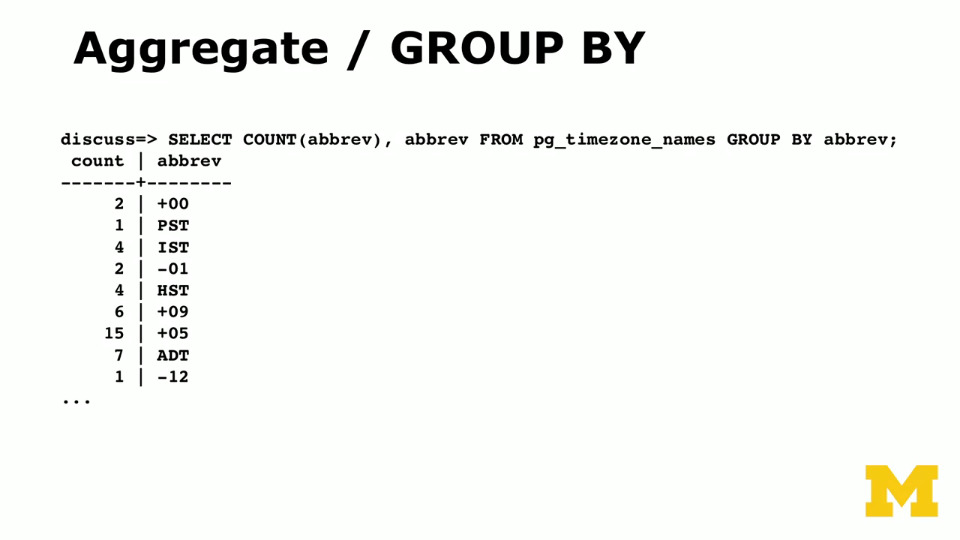 Aggregate / GROUP BY
discuss=> SELECT COUNT(abbrev), abbrev FROM pg_timezone_names GROUP BY abbrev;
 count | abbrev
-------+--------
     2 | +00
     1 | PST
     4 | IST
     2 | -01
     4 | HST
     6 | +09
    15 | +05
     7 | ADT
     1 | -12
...
M